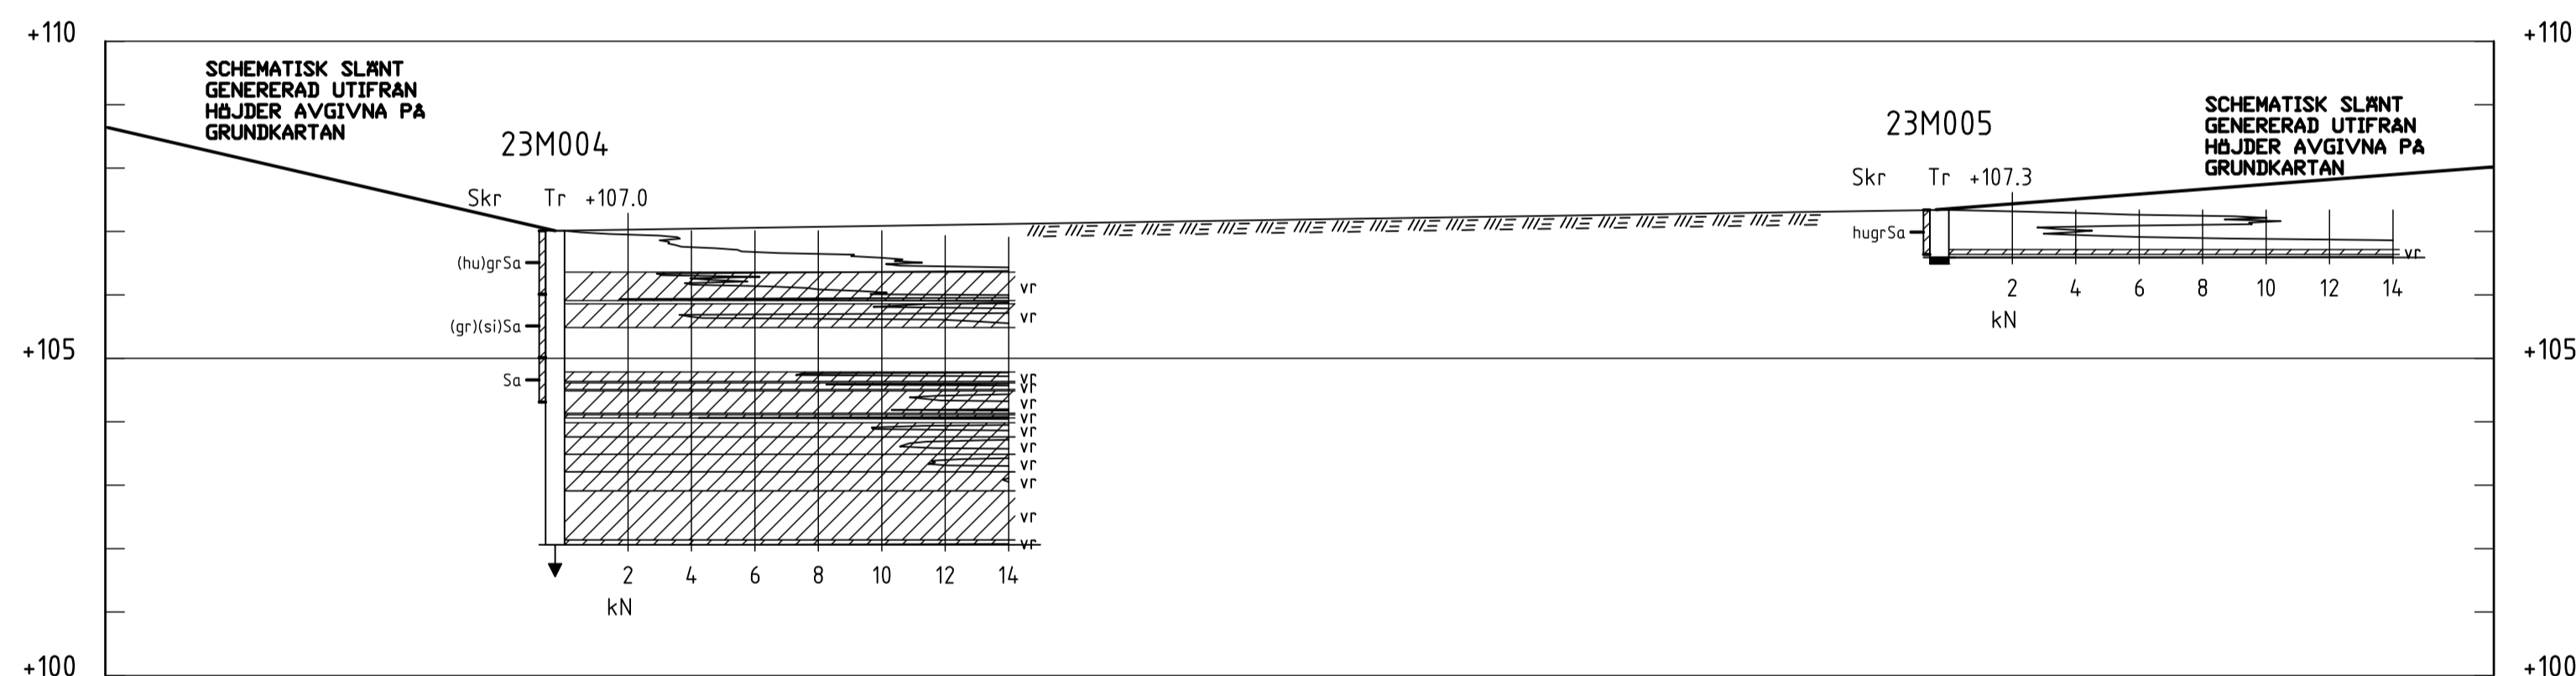 +110
+110
SCHEMATISK SLÄNT
GENERERAD UTIFRÅN
HÖJDER AVGIVNA PÅ
GRUNDKARTAN
SCHEMATISK SLÄNT
GENERERAD UTIFRÅN
HÖJDER AVGIVNA PÅ
GRUNDKARTAN
23M004
23M005
Skr Tr +107.0
Skr Tr +107.3
(hu)grSa
(gr)(si)Sa
Sa
hugrSa
vr
vr
vr
vr
vr
vr
vr
vr
vr
vr
vr
vr
vr
2 4 6 8 10 12 14
kN
2 4 6 8 10 12 14
kN
+105
+105
+100
+100